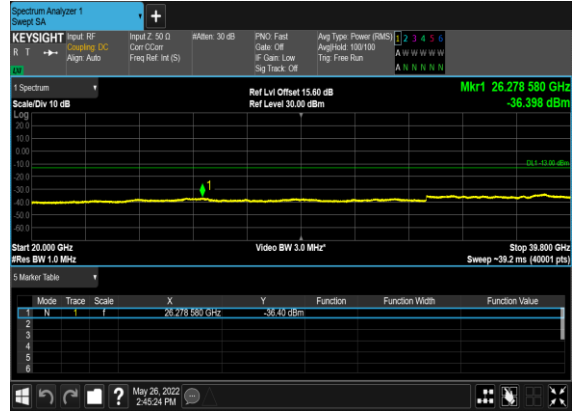 Spectrum Analyzer 1
Swept SA
+
KEYSIGHT Input: RF Input Z: 50 Ω #Atten: 30 dB PNO: Fast Avg Type: Power (RMS) 1 2 3 4 5 6
R T Coupling: DC Corr CCorr Gate: Off Avg|Hold: 100/100 A W W W W W
Align: Auto Freq Ref: Int (S) IF Gain: Low Trig: Free Run
LW Sig Track: Off A N N N N N
1 Spectrum
Ref Lvl Offset 15.60 dB Mkr1 26.278 580 GHz
Scale/Div 10 dB Ref Level 30.00 dBm -36.398 dBm
Log
20.0
10.0
0.00
-10.0
DL1 -13.00 dBm
-20.0
-30.0
1
-40.0
-50.0
-60.0
Start 20.000 GHz Video BW 3.0 MHz* Stop 39.800 GHz
#Res BW 1.0 MHz Sweep ~39.2 ms (40001 pts)
5 Marker Table
Mode Trace Scale X Y Function Function Width Function Value
1 N 1 f 26.278 580 GHz -36.40 dBm
2
3
4
5
6
? May 26, 2022
2:45:24 PM